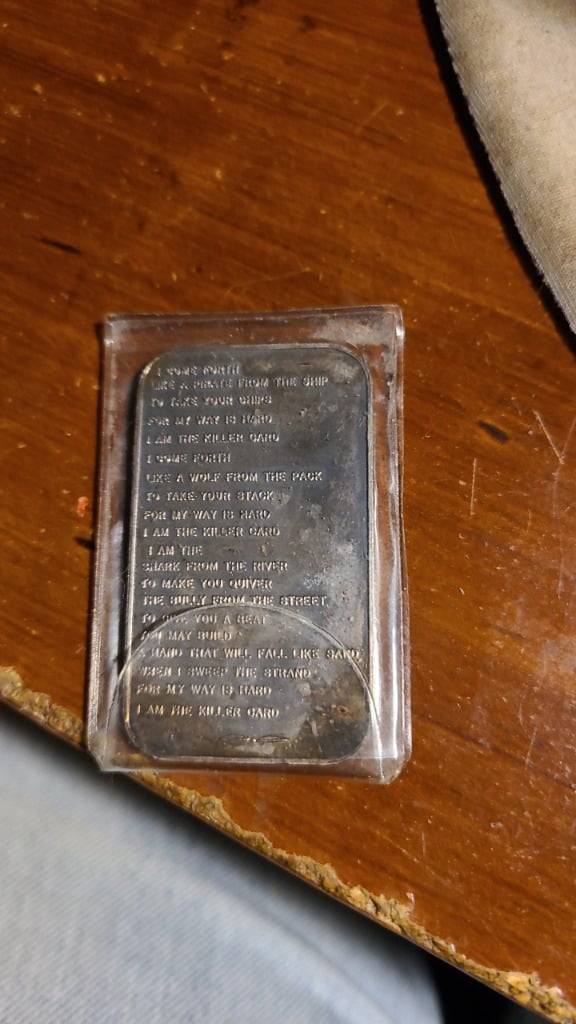 I COME FORTH
LIKE A PIRATE FROM THE SHIP
TO TAKE YOUR CHIPS
FOR MY WAY IS HARD
I AM THE KILLER CARD
I COME FORTH
LIKE A WOLF FROM THE PACK
TO TAKE YOUR STACK
FOR MY WAY IS HARD
I AM THE KILLER CARD
I AM THE
SHARK FROM THE RIVER
TO MAKE YOU QUIVER
THE BULLY FROM THE STREET
TO GIVE YOU A BEAT
YOU MAY BUILD
A HAND THAT WILL FALL LIKE SAND
WHEN I SWEEP THE STRAND
FOR MY WAY IS HARD
I AM THE KILLER CARD